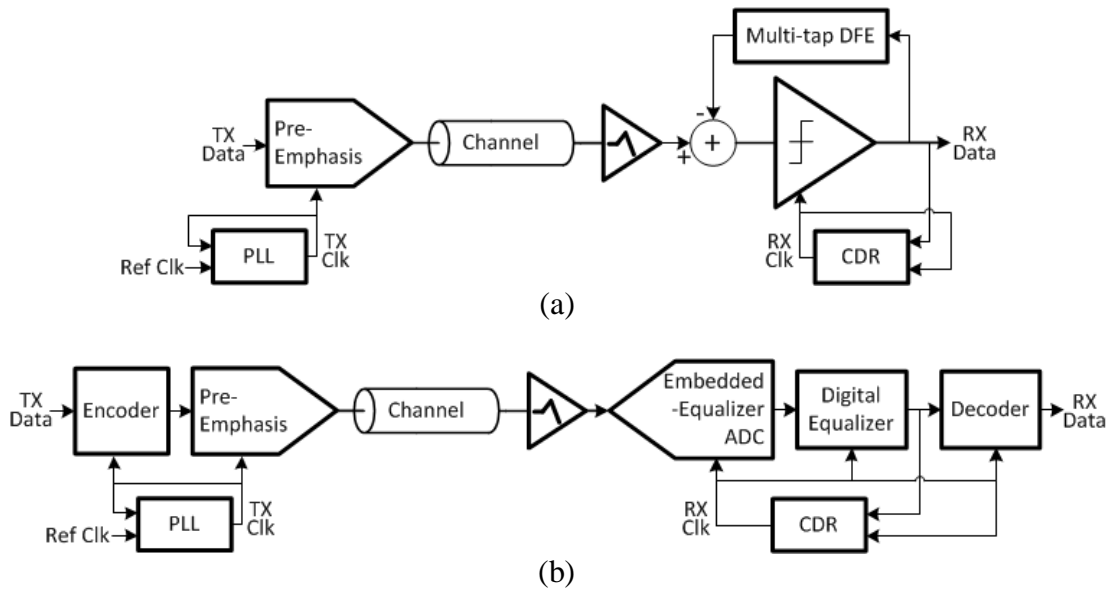 Multi-tap DFE
TX
Data
Pre-
Emphasis
Channel
-
+
+
RX
Data
PLL
TX
Clk
Ref Clk
RX
Clk
CDR
(a)
TX
Data
Encoder
Pre-
Emphasis
Channel
Embedded
-Equalizer
ADC
Digital
Equalizer
Decoder
RX
Data
PLL
TX
Clk
Ref Clk
RX
Clk
CDR
(b)